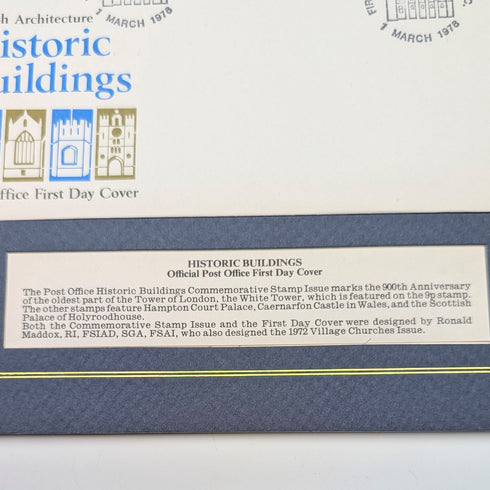 1 MARCH 1978
FIR
1 MARCH 1978
sh Architecture
istoric
uildings
ffice First Day Cover
HISTORIC BUILDINGS
Official Post Office First Day Cover
The Post Office Historic Buildings Commemorative Stamp Issue marks the 900th Anniversary
of the oldest part of the Tower of London, the White Tower, which is featured on the 9p stamp.
The other stamps feature Hampton Court Palace, Caernarfon Castle in Wales, and the Scottish
Palace of Holyroodhouse.
Both the Commemorative Stamp Issue and the First Day Cover were designed by Ronald
Maddox, RI, FSIAD, SGA, FSAI, who also designed the 1972 Village Churches Issue.